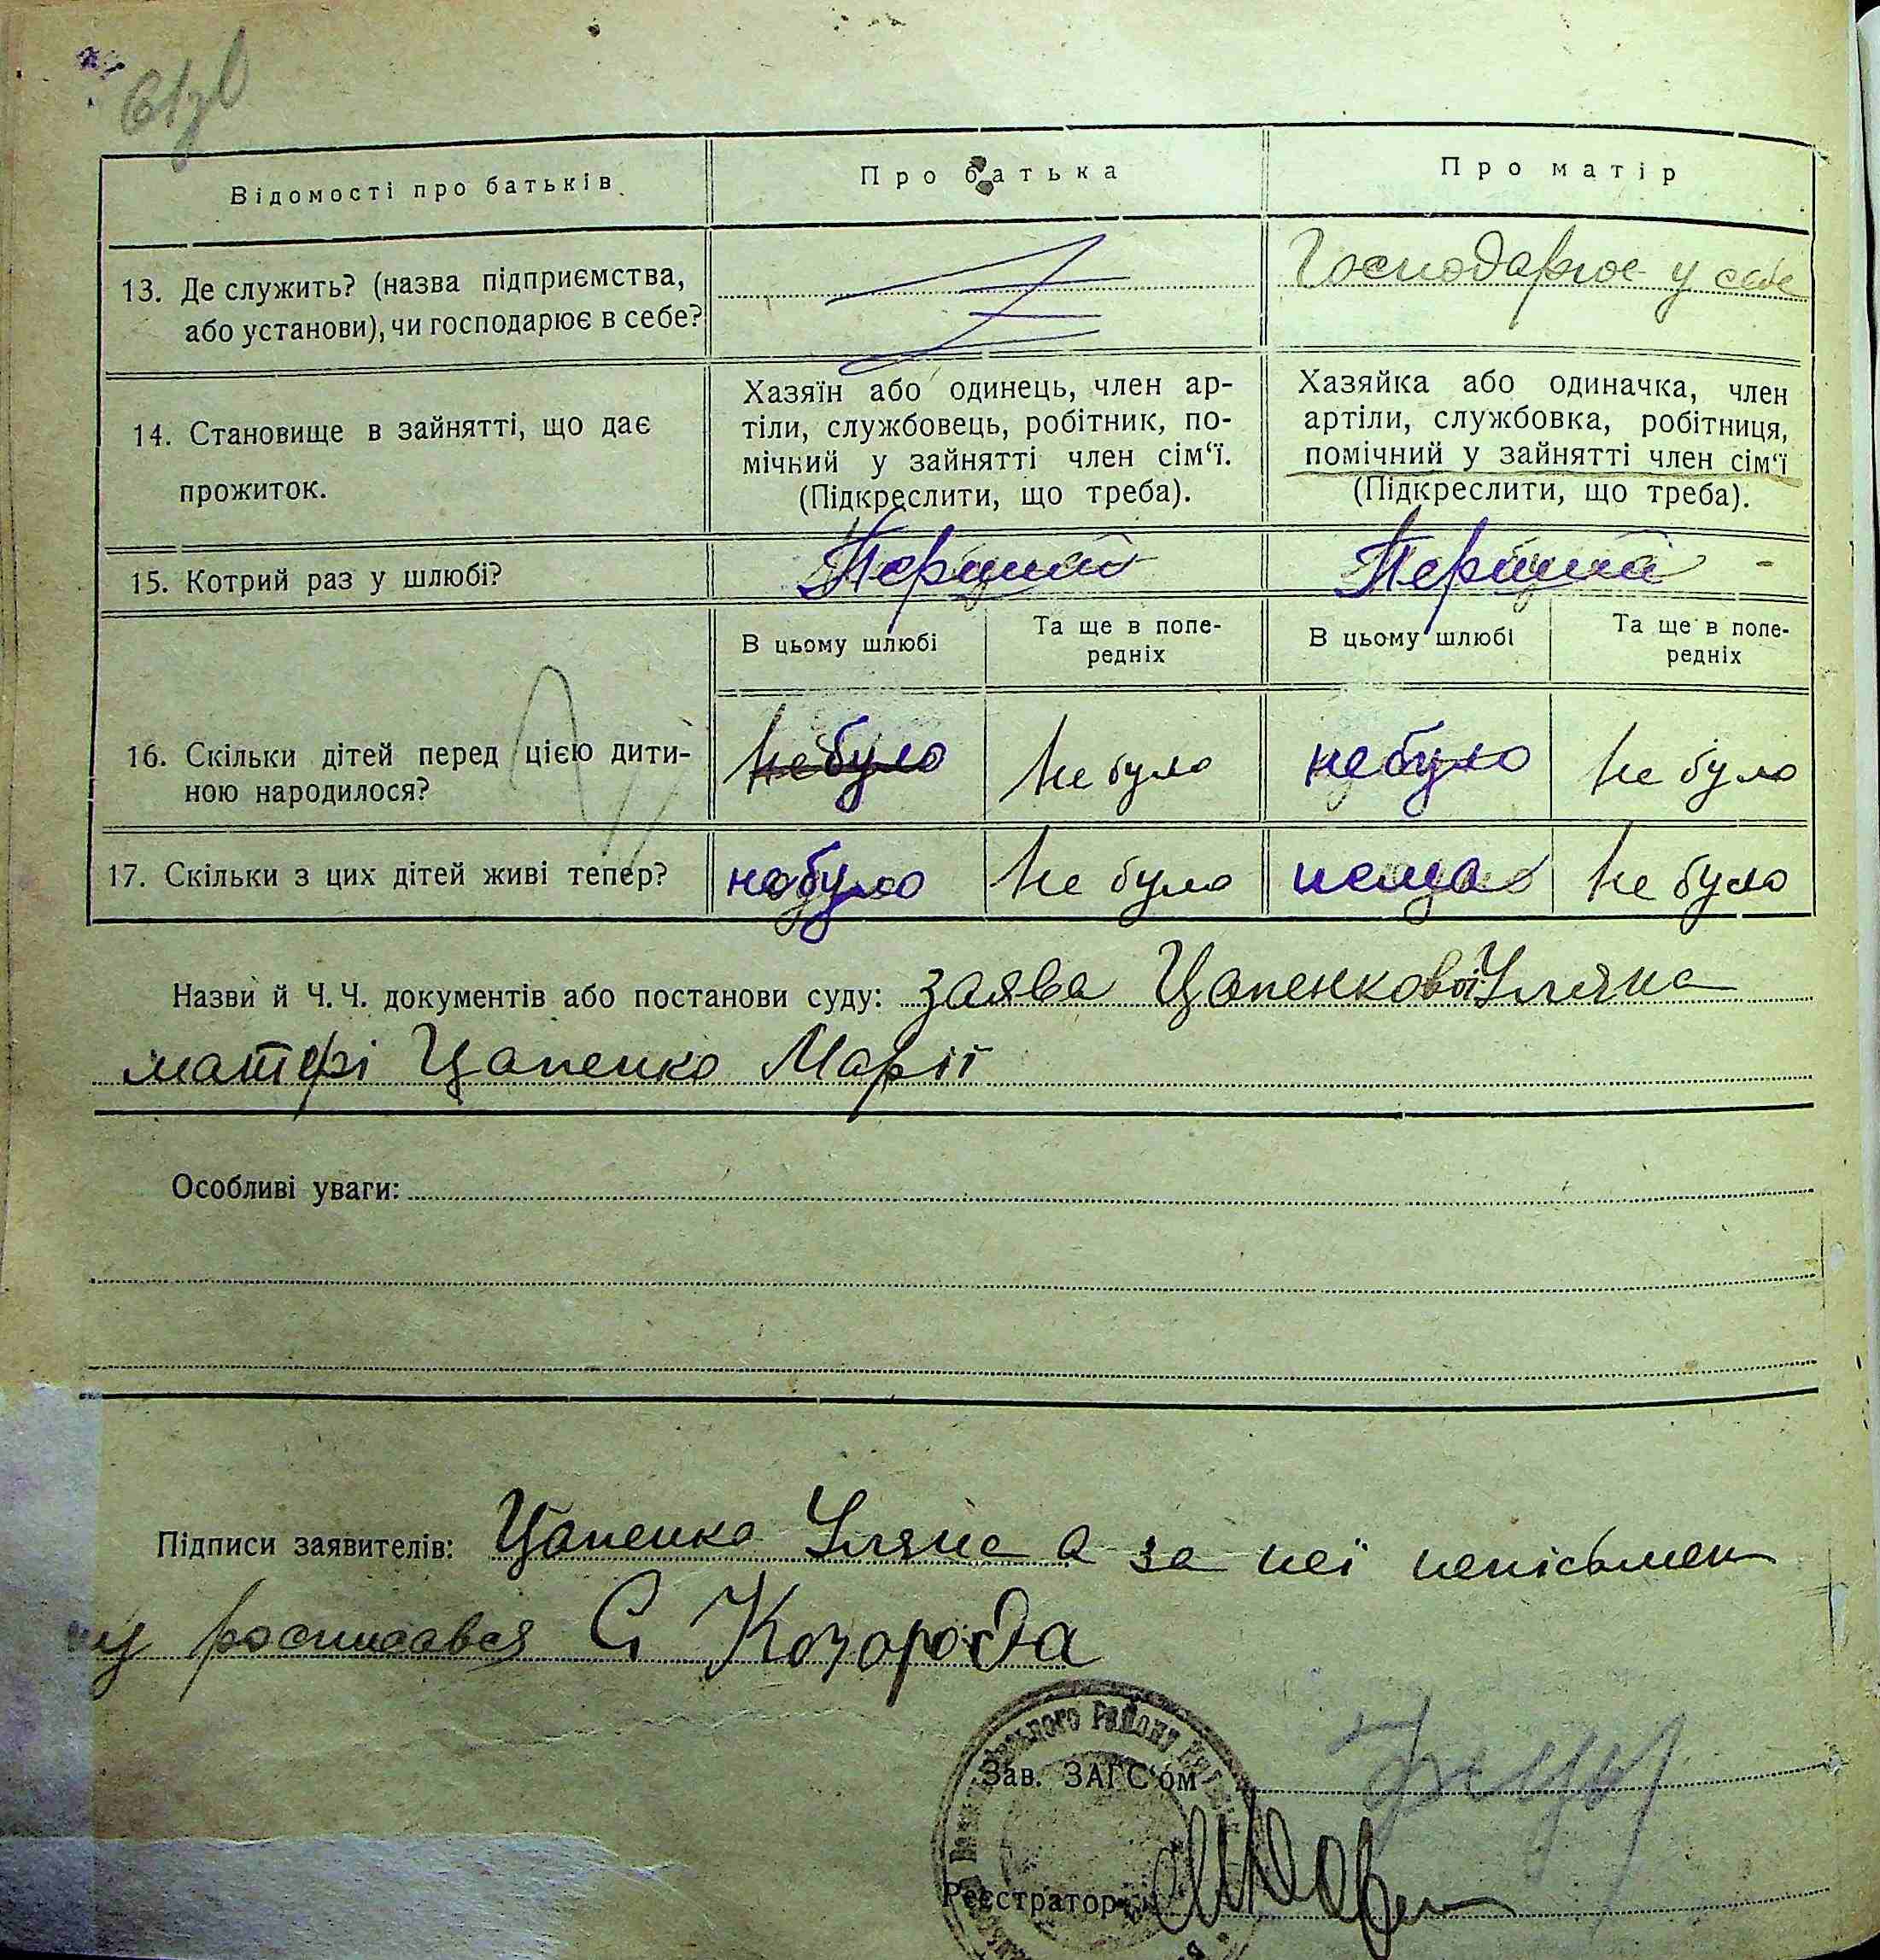 Відомості про батьків
Про батька
Про матір
13. Де служить? (назва підприємства,
або установи), чи господарює в себе?
Господарює у себе
14. Становище в зайнятті, що дає
прожиток.
Хазяїн або одинець, член ар-
тіли, службовець, робітник, по-
мічний у зайнятті член сім'ї.
(Підкреслити, що треба).
Хазяйка або одиначка, член
артіли, службовка, робітниця,
помічний у зайнятті член сім'ї
(Підкреслити, що треба).
15. Котрий раз у шлюбі?
Перший
Перший
В цьому шлюбі
Та ще в попе-
редніх
В цьому шлюбі
Та ще в попе-
редніх
16. Скільки дітей перед цією дити-
ною народилося?
небуло
не було
небуло
не було
17. Скільки з цих дітей живі тепер?
небуло
не було
не було
Назви й Ч.Ч. документів або постанови суду: заява Цапенкової Уляна
матері Цапенко Марії
Особливі уваги:
Підписи заявителів: Цапенко Уляна а за неї непісьмен
ну росписався С Козорода
Зав. ЗАГС'ом
Реєстратор